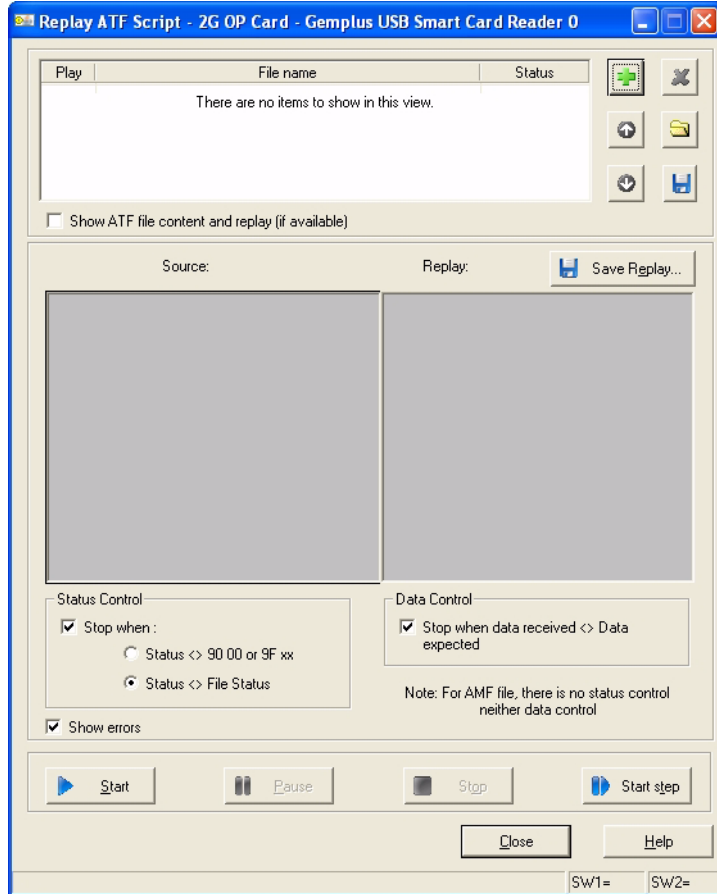 Replay ATF Script - 2G OP Card - Gemplus USB Smart Card Reader 0
Play File name Status
There are no items to show in this view.
Show ATF file content and replay (if available)
Source: Replay: Save Replay...
Status Control
Stop when :
Status <> 90 00 or 9F xx
Status <> File Status
Show errors
Data Control
Stop when data received <> Data
expected
Note: For AMF file, there is no status control
neither data control
Start Pause Stop Start step
Close Help
SW1= SW2=